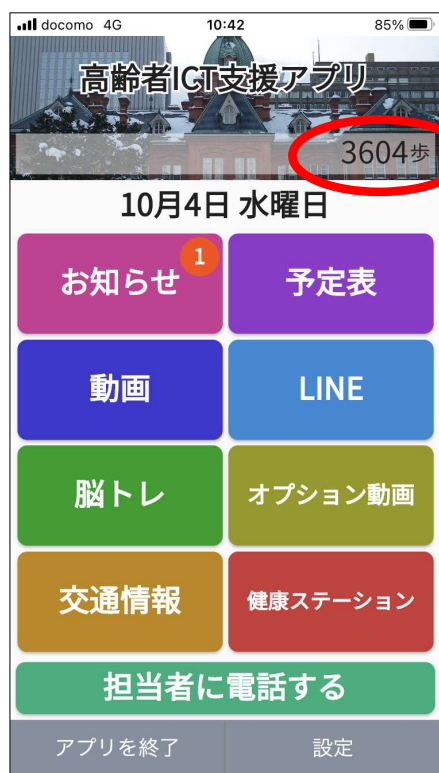 docomo 4G 10:42 85%
高齢者ICT支援アプリ
3604歩
10月4日 水曜日
お知らせ 1 予定表
動画 LINE
脳トレ オプション動画
交通情報 健康ステーション
担当者に電話する
アプリを終了 設定